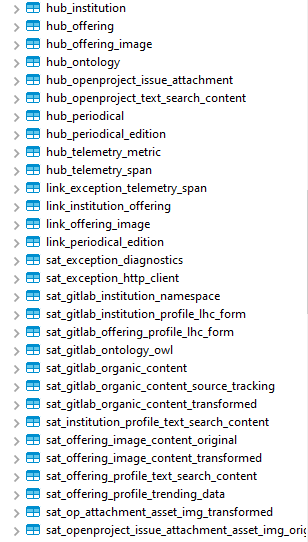 hub_institution
hub_offering
hub_offering_image
hub_ontology
hub_openproject_issue_attachment
hub_openproject_text_search_content
hub_periodical
hub_periodical_edition
hub_telemetry_metric
hub_telemetry_span
link_exception_telemetry_span
link_institution_offering
link_offering_image
link_periodical_edition
sat_exception_diagnostics
sat_exception_http_client
sat_gitlab_institution_namespace
sat_gitlab_institution_profile_lhc_form
sat_gitlab_offering_profile_lhc_form
sat_gitlab_ontology_owl
sat_gitlab_organic_content
sat_gitlab_organic_content_source_tracking
sat_gitlab_organic_content_transformed
sat_institution_profile_text_search_content
sat_offering_image_content_original
sat_offering_image_content_transformed
sat_offering_profile_text_search_content
sat_offering_profile_trending_data
sat_op_attachment_asset_img_transformed
sat_openproject_issue_attachment_asset_img_orig